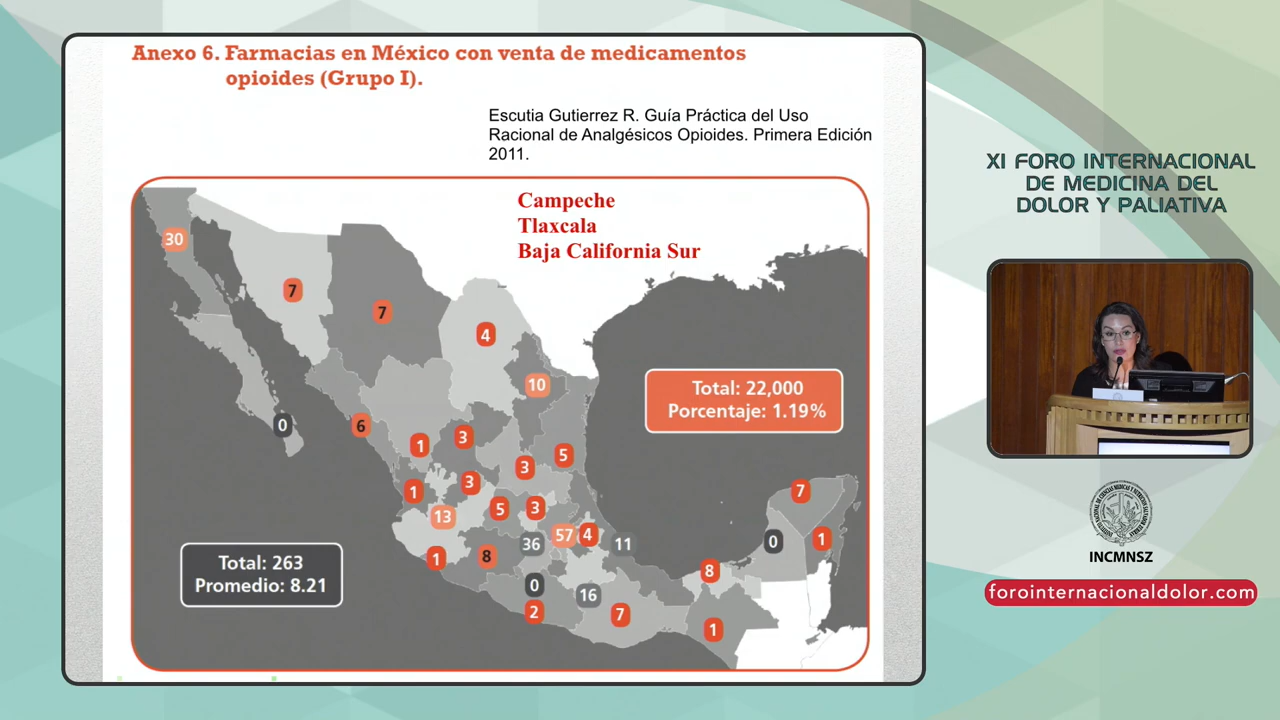 Anexo 6. Farmacias en México con venta de medicamentos
opioides (Grupo I).
Escutia Gutierrez R. Guía Práctica del Uso
Racional de Analgésicos Opioides. Primera Edición
2011.
Campeche
Tlaxcala
Baja California Sur
30
7
7
4
10
Total: 22,000
Porcentaje: 1.19%
0
6
1
3
3
5
1
3
13
5
3
7
36
57
4
11
0
1
1
8
8
0
16
2
7
1
Total: 263
Promedio: 8.21
XI FORO INTERNACIONAL
DE MEDICINA DEL
DOLOR Y PALIATIVA
INCMNSZ
forointernacionaldolor.com